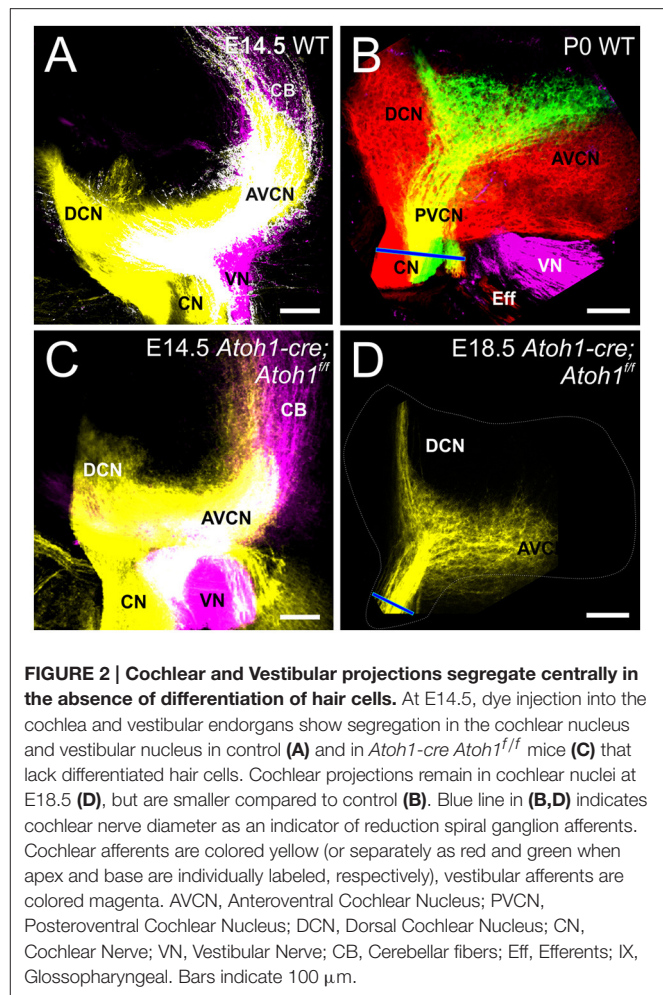 A
E14.5 WT
CB
DCN
AVCN
VN
CN
B
P0 WT
DCN
AVCN
PVCN
CN
VN
Eff
C
E14.5 Atoh1-cre;
Atoh1f/f
CB
DCN
AVCN
CN
VN
D
E18.5 Atoh1-cre;
Atoh1f/f
DCN
AVC
FIGURE 2 | Cochlear and Vestibular projections segregate centrally in
the absence of differentiation of hair cells. At E14.5, dye injection into the
cochlea and vestibular endorgans show segregation in the cochlear nucleus
and vestibular nucleus in control (A) and in Atoh1-cre Atoh1f/f mice (C) that
lack differentiated hair cells. Cochlear projections remain in cochlear nuclei at
E18.5 (D), but are smaller compared to control (B). Blue line in (B,D) indicates
cochlear nerve diameter as an indicator of reduction spiral ganglion afferents.
Cochlear afferents are colored yellow (or separately as red and green when
apex and base are individually labeled, respectively), vestibular afferents are
colored magenta. AVCN, Anteroventral Cochlear Nucleus; PVCN,
Posteroventral Cochlear Nucleus; DCN, Dorsal Cochlear Nucleus; CN,
Cochlear Nerve; VN, Vestibular Nerve; CB, Cerebellar fibers; Eff, Efferents; IX,
Glossopharyngeal. Bars indicate 100 μm.